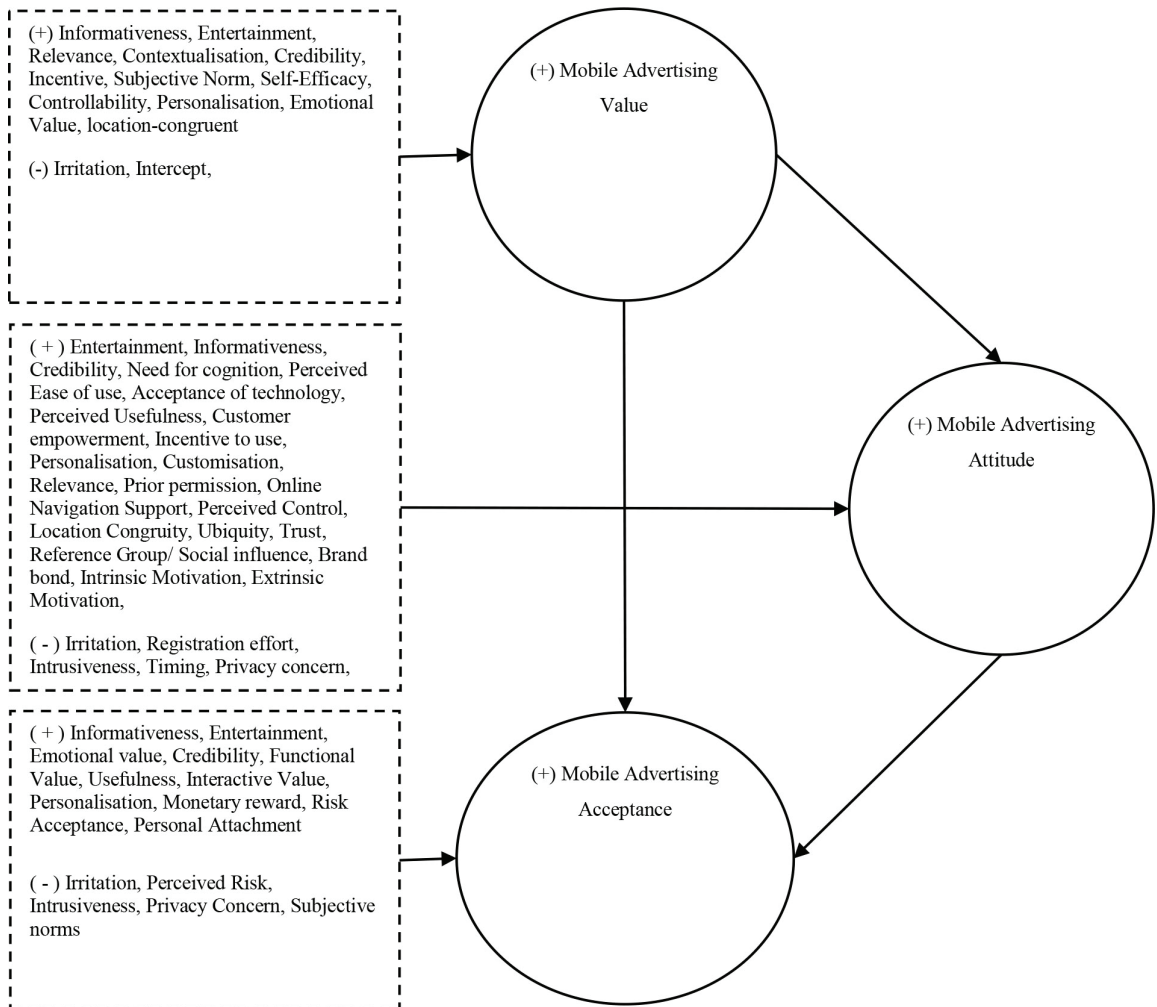 (+) Informativeness, Entertainment,
Relevance, Contextualisation, Credibility,
Incentive, Subjective Norm, Self-Efficacy,
Controllability, Personalisation, Emotional
Value, location-congruent
(-) Irritation, Intercept,
(+) Mobile Advertising
Value
( + ) Entertainment, Informativeness,
Credibility, Need for cognition, Perceived
Ease of use, Acceptance of technology,
Perceived Usefulness, Customer
empowerment, Incentive to use,
Personalisation, Customisation,
Relevance, Prior permission, Online
Navigation Support, Perceived Control,
Location Congruity, Ubiquity, Trust,
Reference Group/ Social influence, Brand
bond, Intrinsic Motivation, Extrinsic
Motivation,
( - ) Irritation, Registration effort,
Intrusiveness, Timing, Privacy concern,
(+) Mobile Advertising
Attitude
( + ) Informativeness, Entertainment,
Emotional value, Credibility, Functional
Value, Usefulness, Interactive Value,
Personalisation, Monetary reward, Risk
Acceptance, Personal Attachment
( - ) Irritation, Perceived Risk,
Intrusiveness, Privacy Concern, Subjective
norms
(+) Mobile Advertising
Acceptance